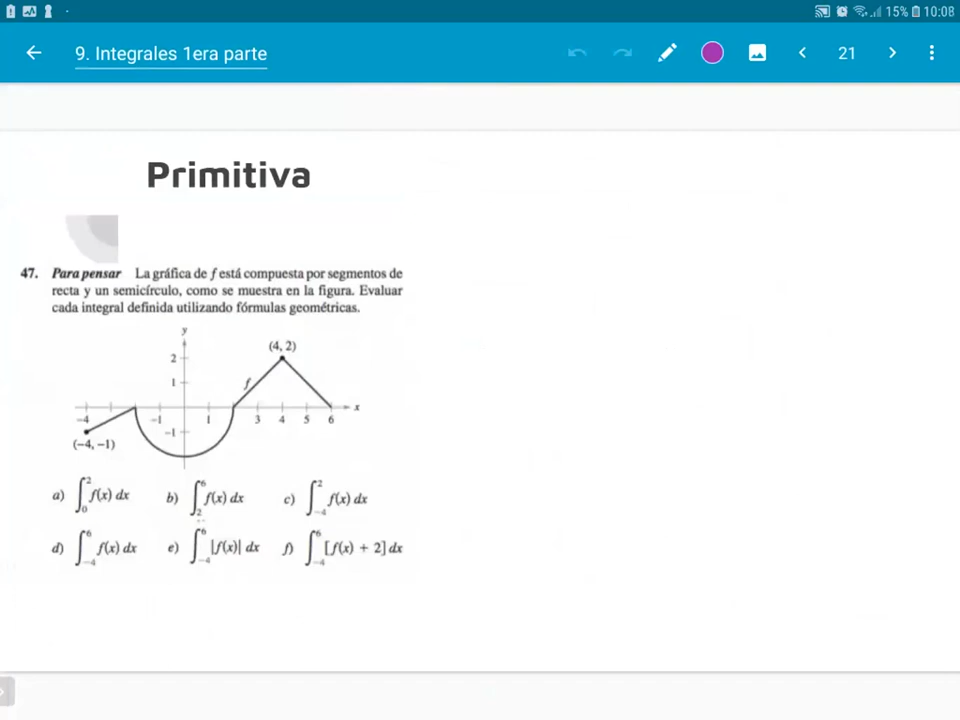 15% 10:08
9. Integrales 1era parte
21
Primitiva
47. Para pensar La gráfica de f está compuesta por segmentos de
recta y un semicírculo, como se muestra en la figura. Evaluar
cada integral definida utilizando fórmulas geométricas.
y
(4, 2)
2
1
f
-4 -1 1 3 4 5 6 x
-1
(-4, -1)
a) ∫₀² f(x) dx b) ∫₂⁶ f(x) dx c) ∫₋₄² f(x) dx
d) ∫₋₄⁶ f(x) dx e) ∫₋₄⁶ |f(x)| dx f) ∫₋₄⁶ [f(x) + 2] dx